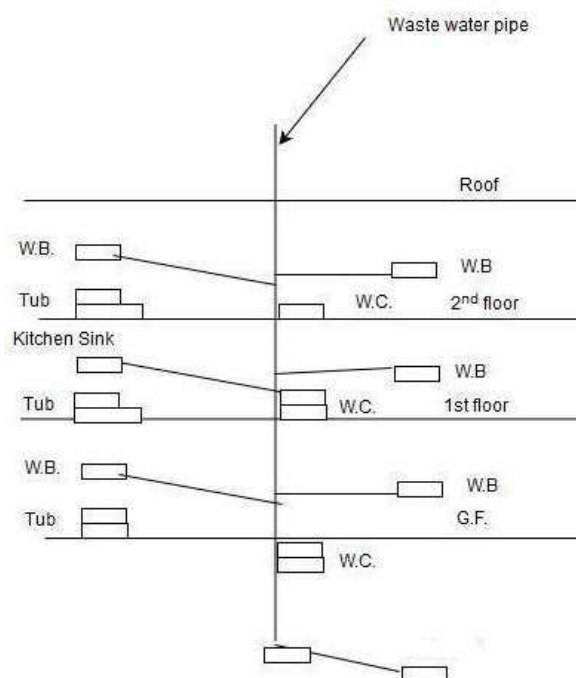 Waste water pipe
Roof
W.B.
W.B
Tub
W.C.
2nd floor
Kitchen Sink
W.B
Tub
W.C.
1st floor
W.B.
W.B
Tub
G.F.
W.C.